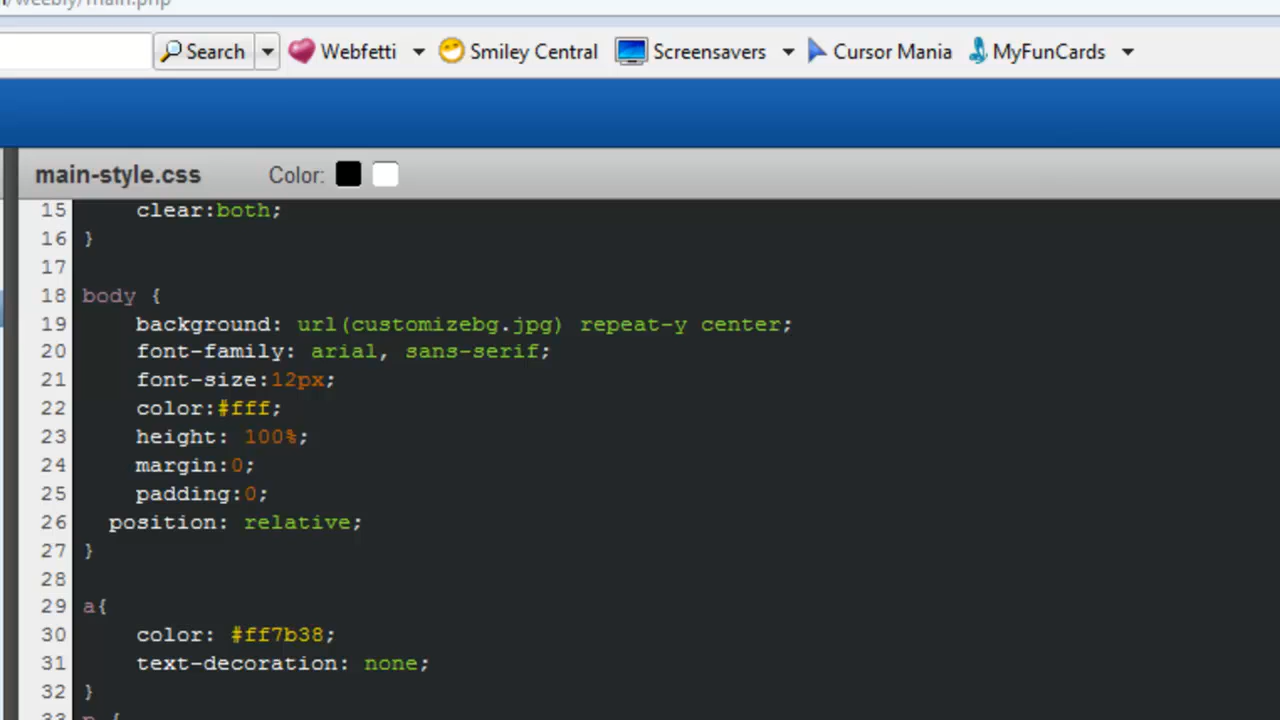 /weebly/main.php
Search Webfetti Smiley Central Screensavers Cursor Mania MyFunCards
main-style.css Color:
15 clear:both;
16 }
17
18 body {
19 background: url(customizebg.jpg) repeat-y center;
20 font-family: arial, sans-serif;
21 font-size:12px;
22 color:#fff;
23 height: 100%;
24 margin:0;
25 padding:0;
26 position: relative;
27 }
28
29 a{
30 color: #ff7b38;
31 text-decoration: none;
32 }
33 p {